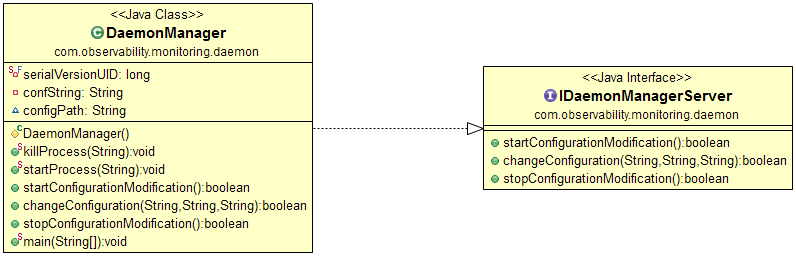 <<Java Class>>
C DaemonManager
com.observability.monitoring.daemon
S F serialVersionUID: long
confString: String
configPath: String
C DaemonManager()
S killProcess(String):void
S startProcess(String):void
startConfigurationModification():boolean
changeConfiguration(String,String,String):boolean
stopConfigurationModification():boolean
S main(String[]):void
<<Java Interface>>
I IDaemonManagerServer
com.observability.monitoring.daemon
startConfigurationModification():boolean
changeConfiguration(String,String,String):boolean
stopConfigurationModification():boolean